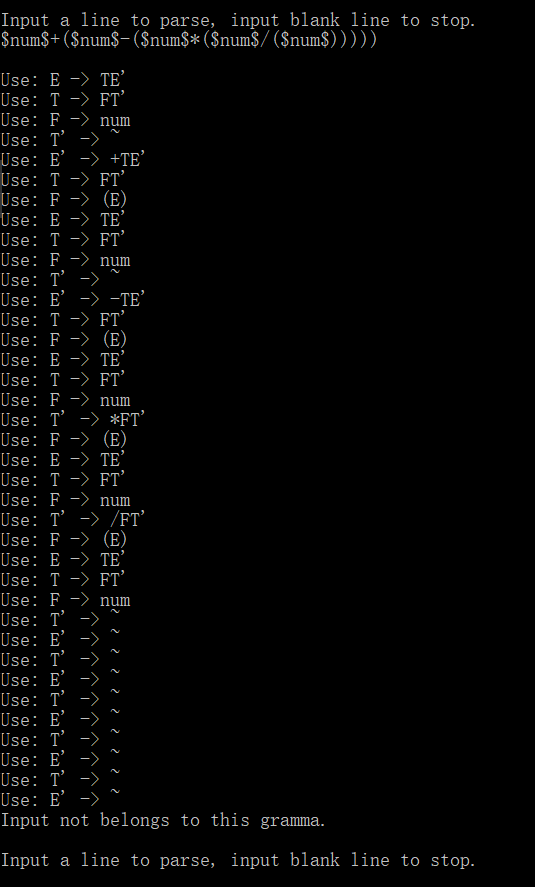 Input a line to parse, input blank line to stop.
$num$+($num$-($num$*($num$/($num$)))))
Use: E -> TE'
Use: T -> FT'
Use: F -> num
Use: T' -> ~
Use: E' -> +TE'
Use: T -> FT'
Use: F -> (E)
Use: E -> TE'
Use: T -> FT'
Use: F -> num
Use: T' -> ~
Use: E' -> -TE'
Use: T -> FT'
Use: F -> (E)
Use: E -> TE'
Use: T -> FT'
Use: F -> num
Use: T' -> *FT'
Use: F -> (E)
Use: E -> TE'
Use: T -> FT'
Use: F -> num
Use: T' -> /FT'
Use: F -> (E)
Use: E -> TE'
Use: T -> FT'
Use: F -> num
Use: T' -> ~
Use: E' -> ~
Use: T' -> ~
Use: E' -> ~
Use: T' -> ~
Use: E' -> ~
Use: T' -> ~
Use: E' -> ~
Use: T' -> ~
Use: E' -> ~
Input not belongs to this gramma.
Input a line to parse, input blank line to stop.